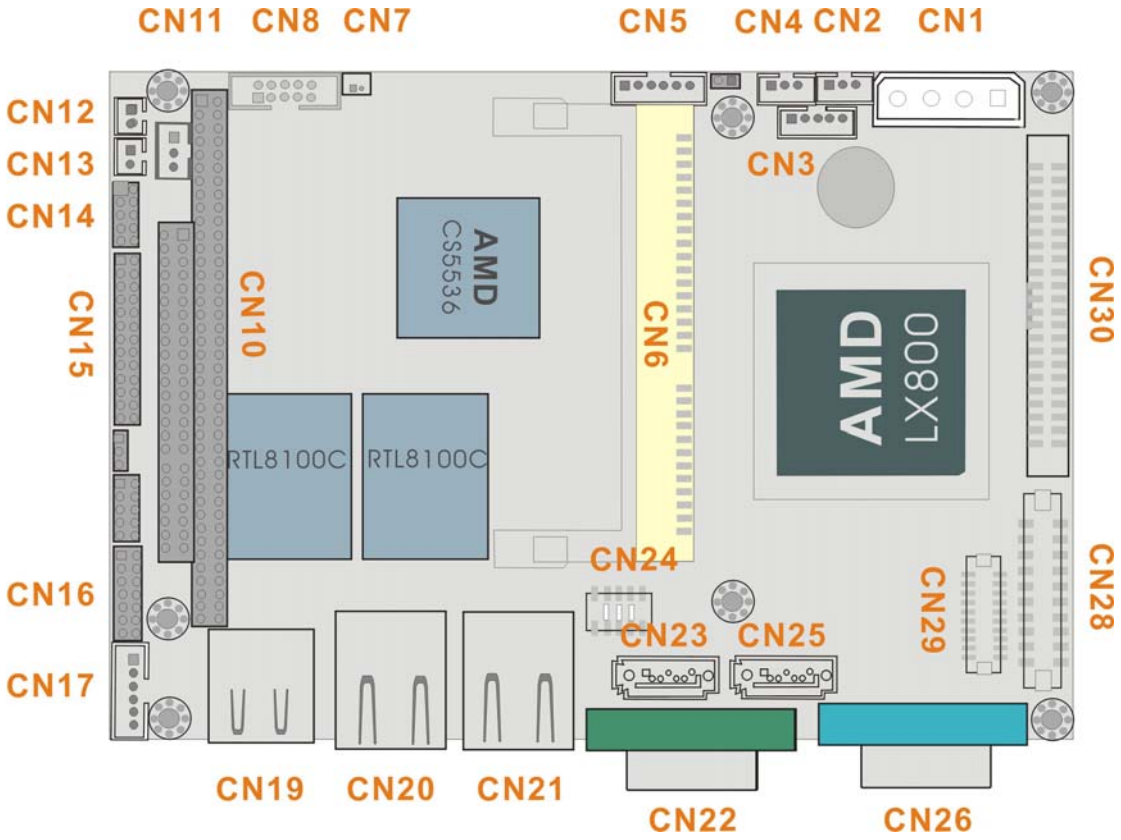 CN11 CN8 CN7 CN5 CN4 CN2 CN1
CN12
CN13
CN3
CN14
AMD
CS5536
CN15
CN10
CN6
CN30
AMD
LX800
RTL8100C RTL8100C
CN24
CN16
CN29
CN28
CN23 CN25
CN17
CN19 CN20 CN21
CN22 CN26